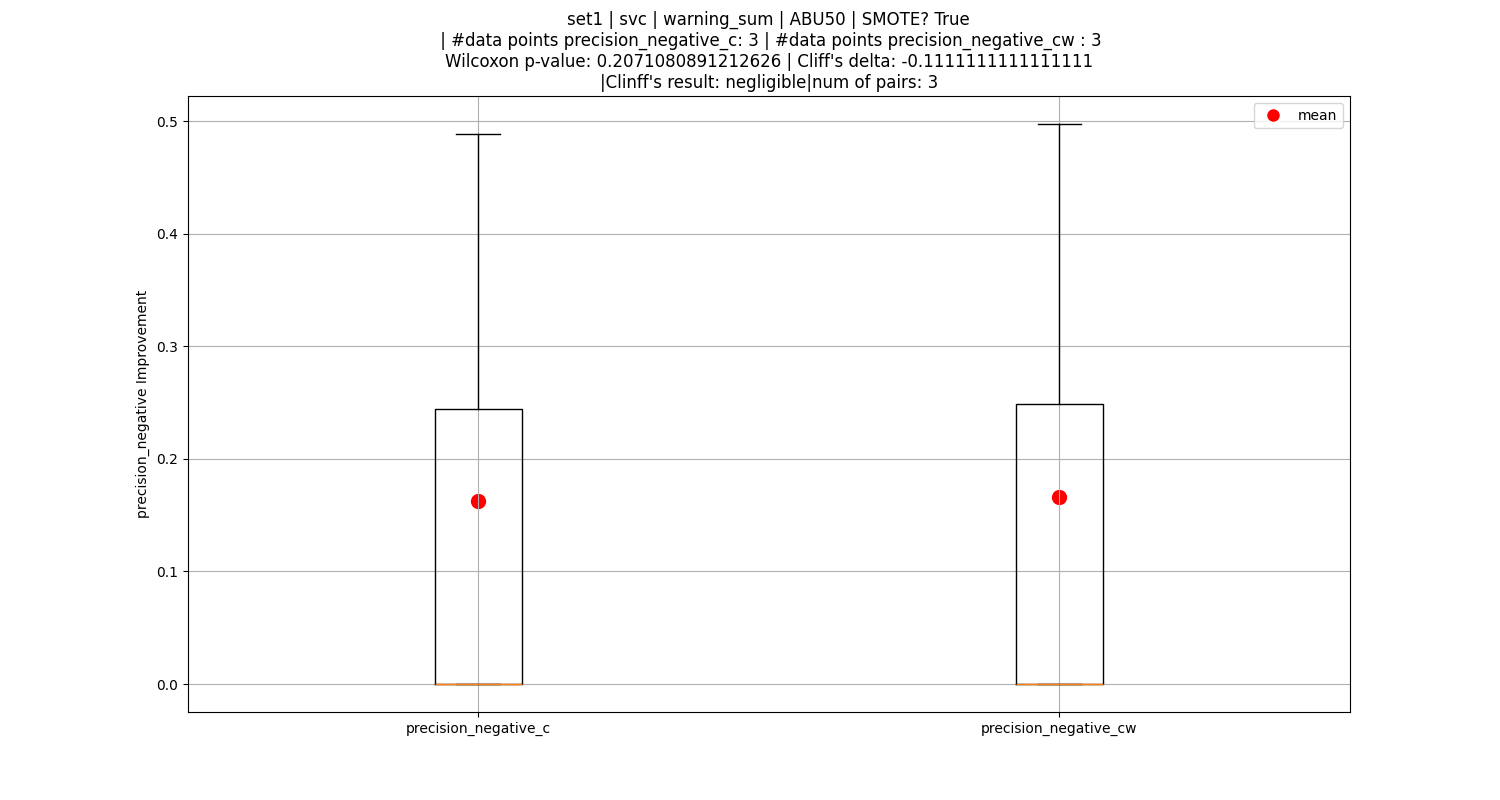 set1 | svc | warning_sum | ABU50 | SMOTE? True
| #data points precision_negative_c: 3 | #data points precision_negative_cw : 3
Wilcoxon p-value: 0.2071080891212626 | Cliff's delta: -0.1111111111111111
|Clinff's result: negligible|num of pairs: 3
mean
precision_negative Improvement
0.5
0.4
0.3
0.2
0.1
0.0
precision_negative_c
precision_negative_cw